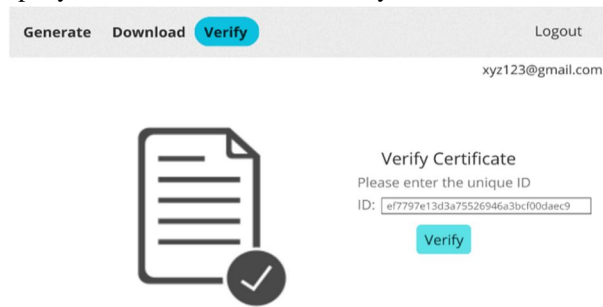 Generate Download Verify Logout
xyz123@gmail.com
Verify Certificate
Please enter the unique ID
ID: ef7797e13d3a75526946a3bcf00daec9
Verify